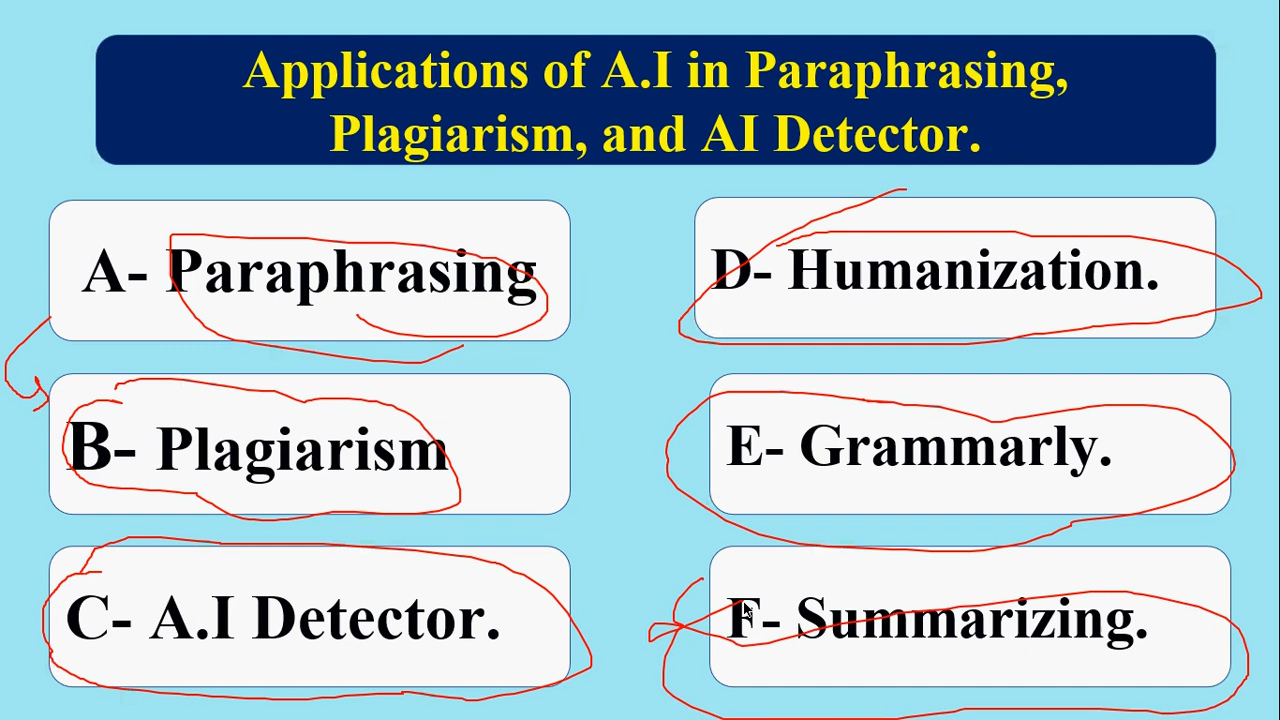 Applications of A.I in Paraphrasing,
Plagiarism, and AI Detector.
A- Paraphrasing
B- Plagiarism
C- A.I Detector.
D- Humanization.
E- Grammarly.
F- Summarizing.